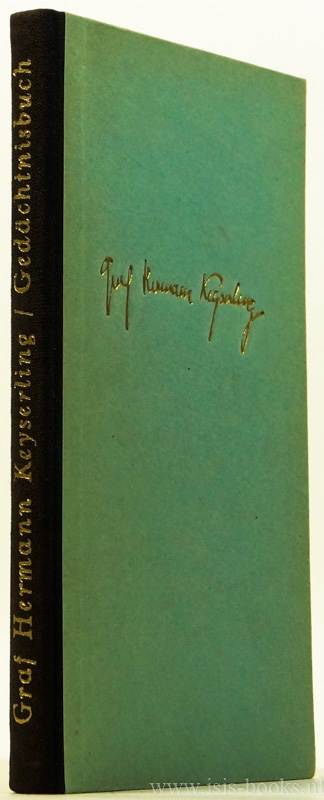 Graf Hermann Keyserling / Gedächtnisbuch
Graf Hermann Keyserling
www.isis-books.nl